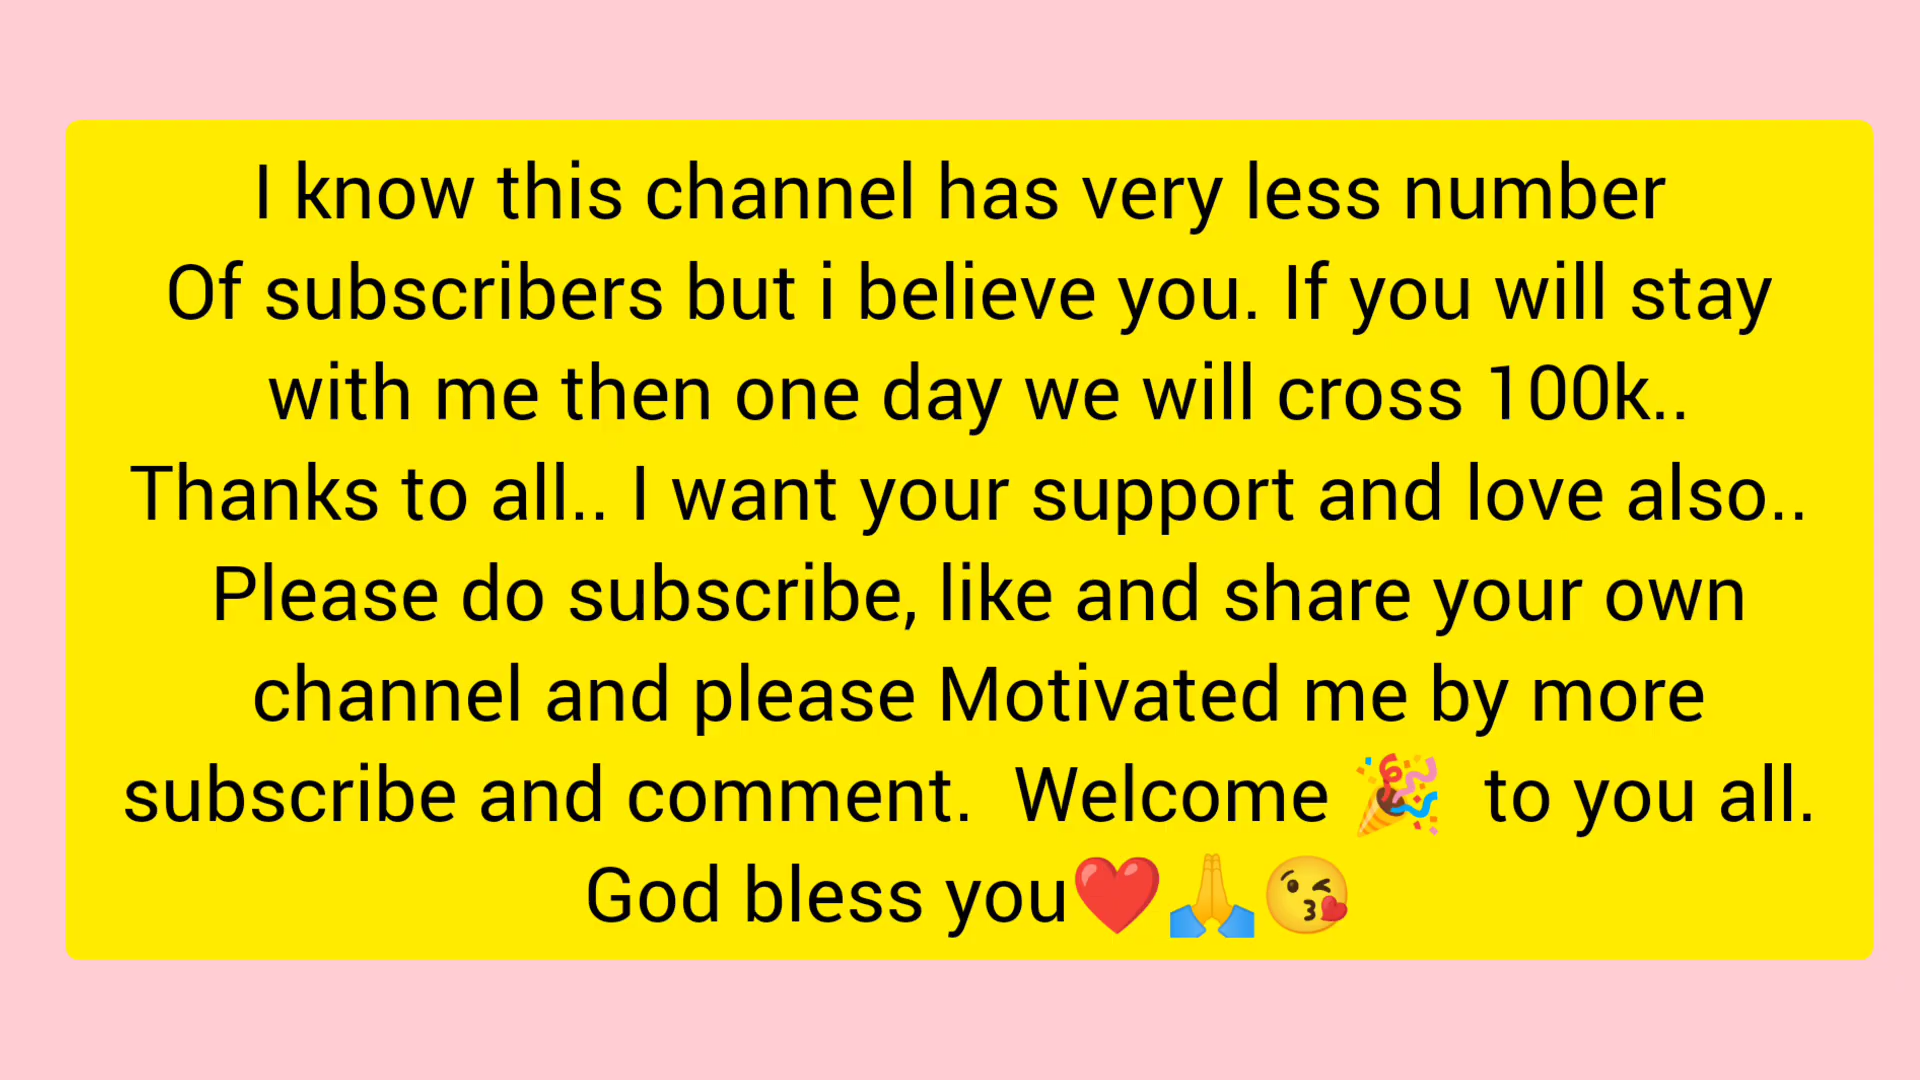 I know this channel has very less number
Of subscribers but i believe you. If you will stay
with me then one day we will cross 100k..
Thanks to all.. I want your support and love also..
Please do subscribe, like and share your own
channel and please Motivated me by more
subscribe and comment.  Welcome 🎉  to you all.
God bless you❤️🙏😘